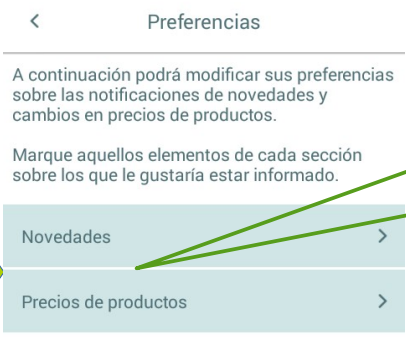 Preferencias
A continuación podrá modificar sus preferencias
sobre las notificaciones de novedades y
cambios en precios de productos.
Marque aquellos elementos de cada sección
sobre los que le gustaría estar informado.
Novedades
Precios de productos